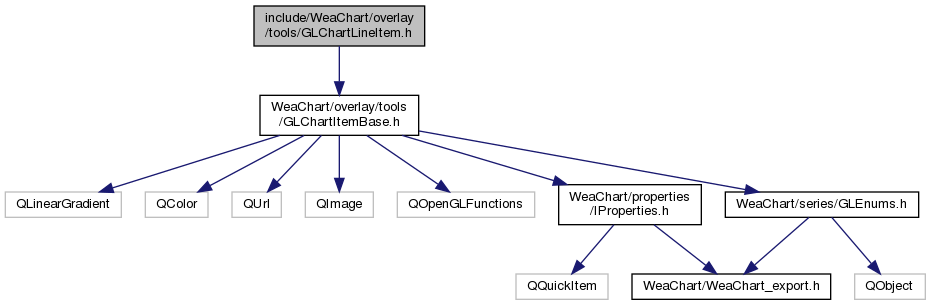 include/WeaChart/overlay
/tools/GLChartLineItem.h
WeaChart/overlay/tools
/GLChartItemBase.h
QLinearGradient
QColor
QUrl
QImage
QOpenGLFunctions
WeaChart/properties
/IProperties.h
WeaChart/series/GLEnums.h
QQuickItem
WeaChart/WeaChart_export.h
QObject